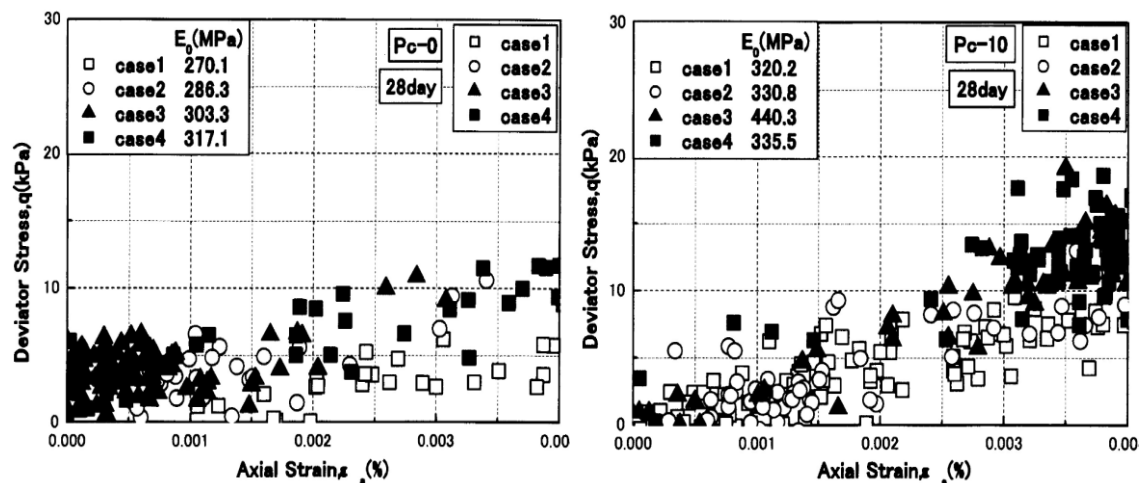 30
E0(MPa)
case1 270.1
case2 286.3
case3 303.3
case4 317.1
Pc-0
28day
case1
case2
case3
case4
20
10
0
Deviator Stress,q(kPa)
0.000 0.001 0.002 0.003 0.00
Axial Strain,ε a(%)
30
E0(MPa)
case1 320.2
case2 330.8
case3 440.3
case4 335.5
Pc-10
28day
case1
case2
case3
case4
20
10
0
Deviator Stress,q(kPa)
0.000 0.001 0.002 0.003 0.00
Axial Strain,ε a(%)